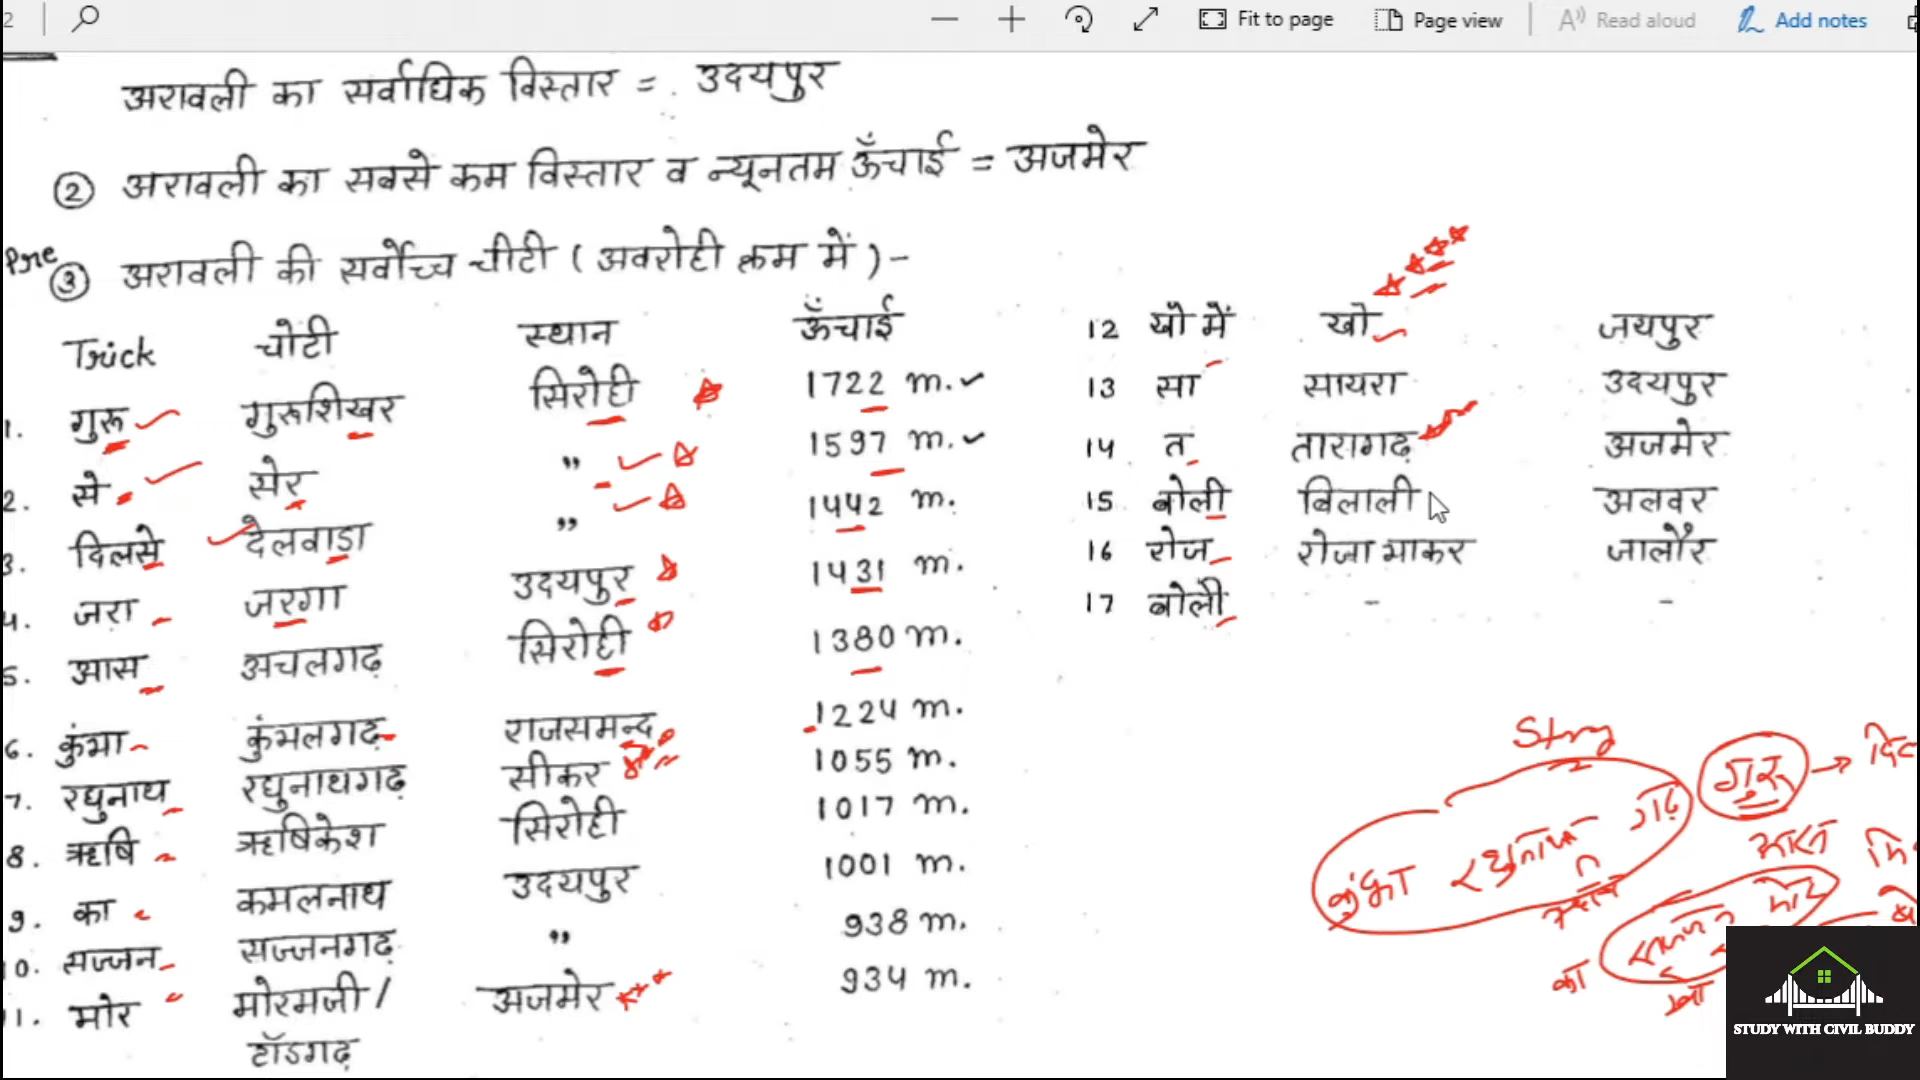 2
Fit to page
Page view
Read aloud
Add notes
अरावली का सर्वाधिक विस्तार = उदयपुर
② अरावली का सबसे कम विस्तार व न्यूनतम ऊँचाई = अजमेर
Pre ③ अरावली की सर्वोच्च चोटी (अवरोही क्रम में) -
Trick चोटी स्थान ऊँचाई
1. गुरू गुरूशिखर सिरोही 1722 m.
2. से सेर " 1597 m.
3. दिलसे देलवाडा " 1442 m.
4. जरा जरगा उदयपुर 1431 m.
5. आस अचलगढ़ सिरोही 1380 m.
6. कुंभा कुंभलगढ़ राजसमन्द 1224 m.
7. रघुनाथ रघुनाथगढ़ सीकर 1055 m.
8. ऋषि ऋषिकेश सिरोही 1017 m.
9. का कमलनाथ उदयपुर 1001 m.
10. सज्जन सज्जनगढ़ " 938 m.
11. मोर मोरमजी / अजमेर 934 m.
टॉडगढ़
12 खो में खो जयपुर
13 सा सायरा उदयपुर
14 त तारागढ़ अजमेर
15 बोली बिलाली अलवर
16 रोज रोजा भाकर जालौर
17 बोली - -
Story
कुंभा रघुनाथ गढ़
गुरु →
का
STUDY WITH CIVIL BUDDY